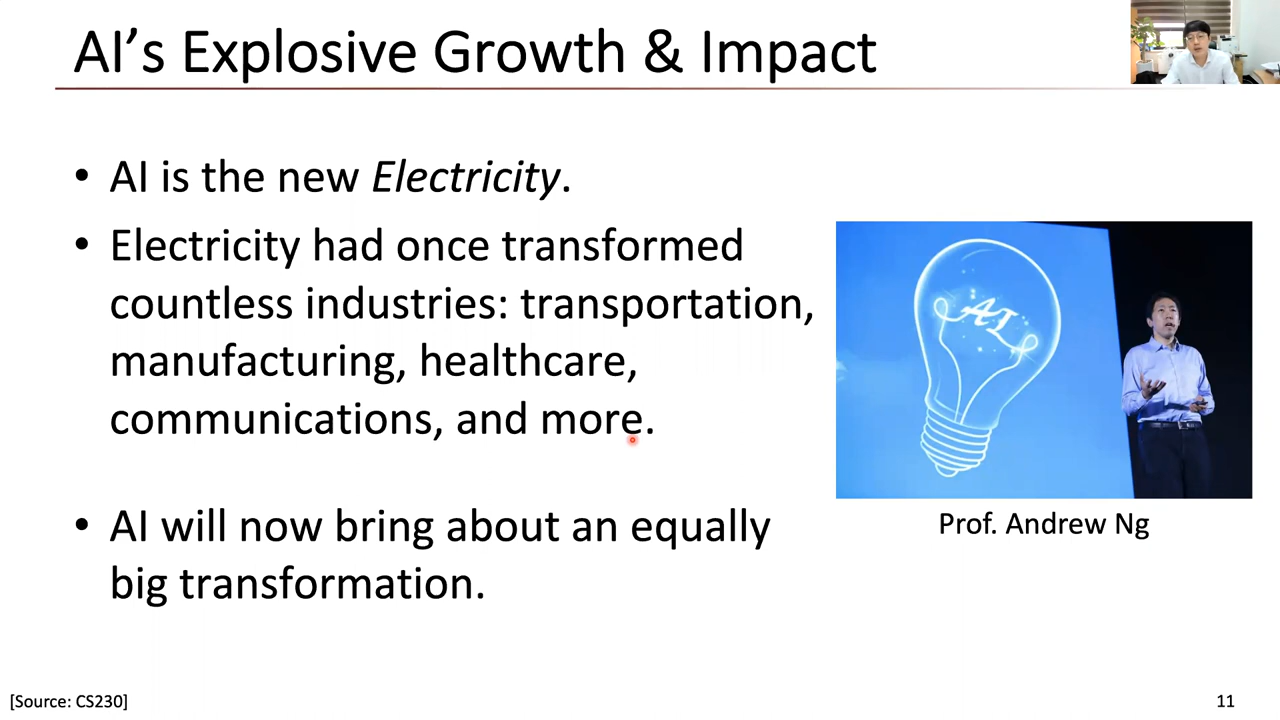 AI’s Explosive Growth & Impact
• AI is the new Electricity.
• Electricity had once transformed
countless industries: transportation,
manufacturing, healthcare,
communications, and more.
AI
Prof. Andrew Ng
• AI will now bring about an equally
big transformation.
[Source: CS230]
11